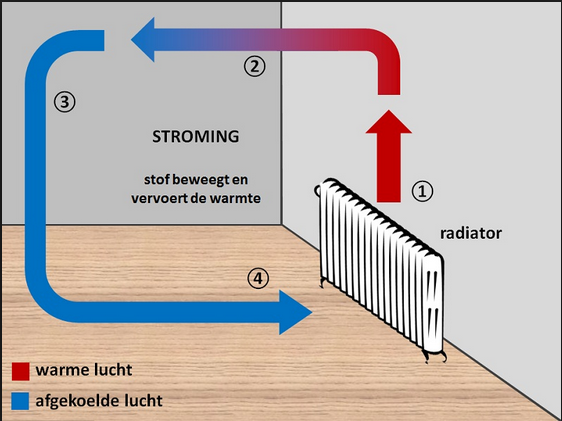 ②
③
STROMING
stof beweegt en
vervoert de warmte
①
radiator
④
warme lucht
afgekoelde lucht